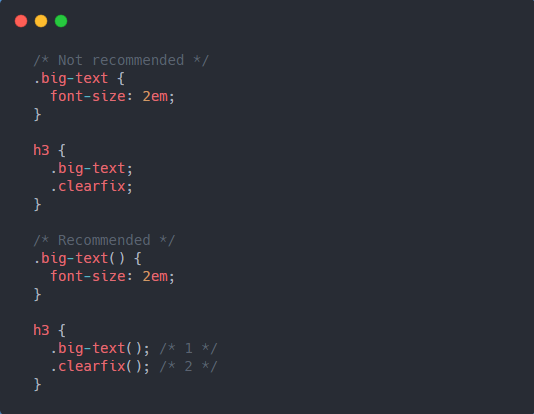 /* Not recommended */
.big-text {
  font-size: 2em;
}

h3 {
  .big-text;
  .clearfix;
}

/* Recommended */
.big-text() {
  font-size: 2em;
}

h3 {
  .big-text(); /* 1 */
  .clearfix(); /* 2 */
}